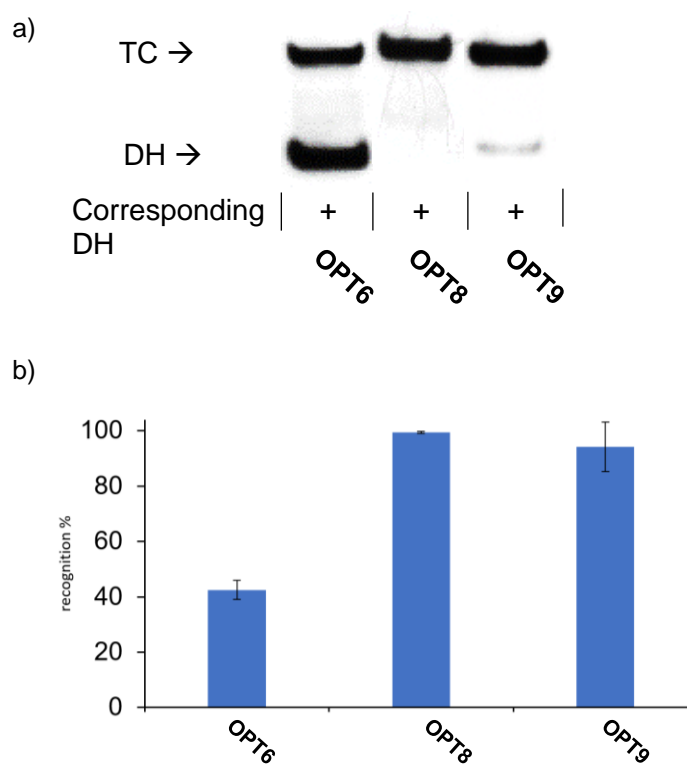 a)
TC →
DH →
Corresponding | + | + | + |
DH
OPT6 OPT8 OPT9
b)
100
80
60
40
20
0
recognition %
OPT6 OPT8 OPT9